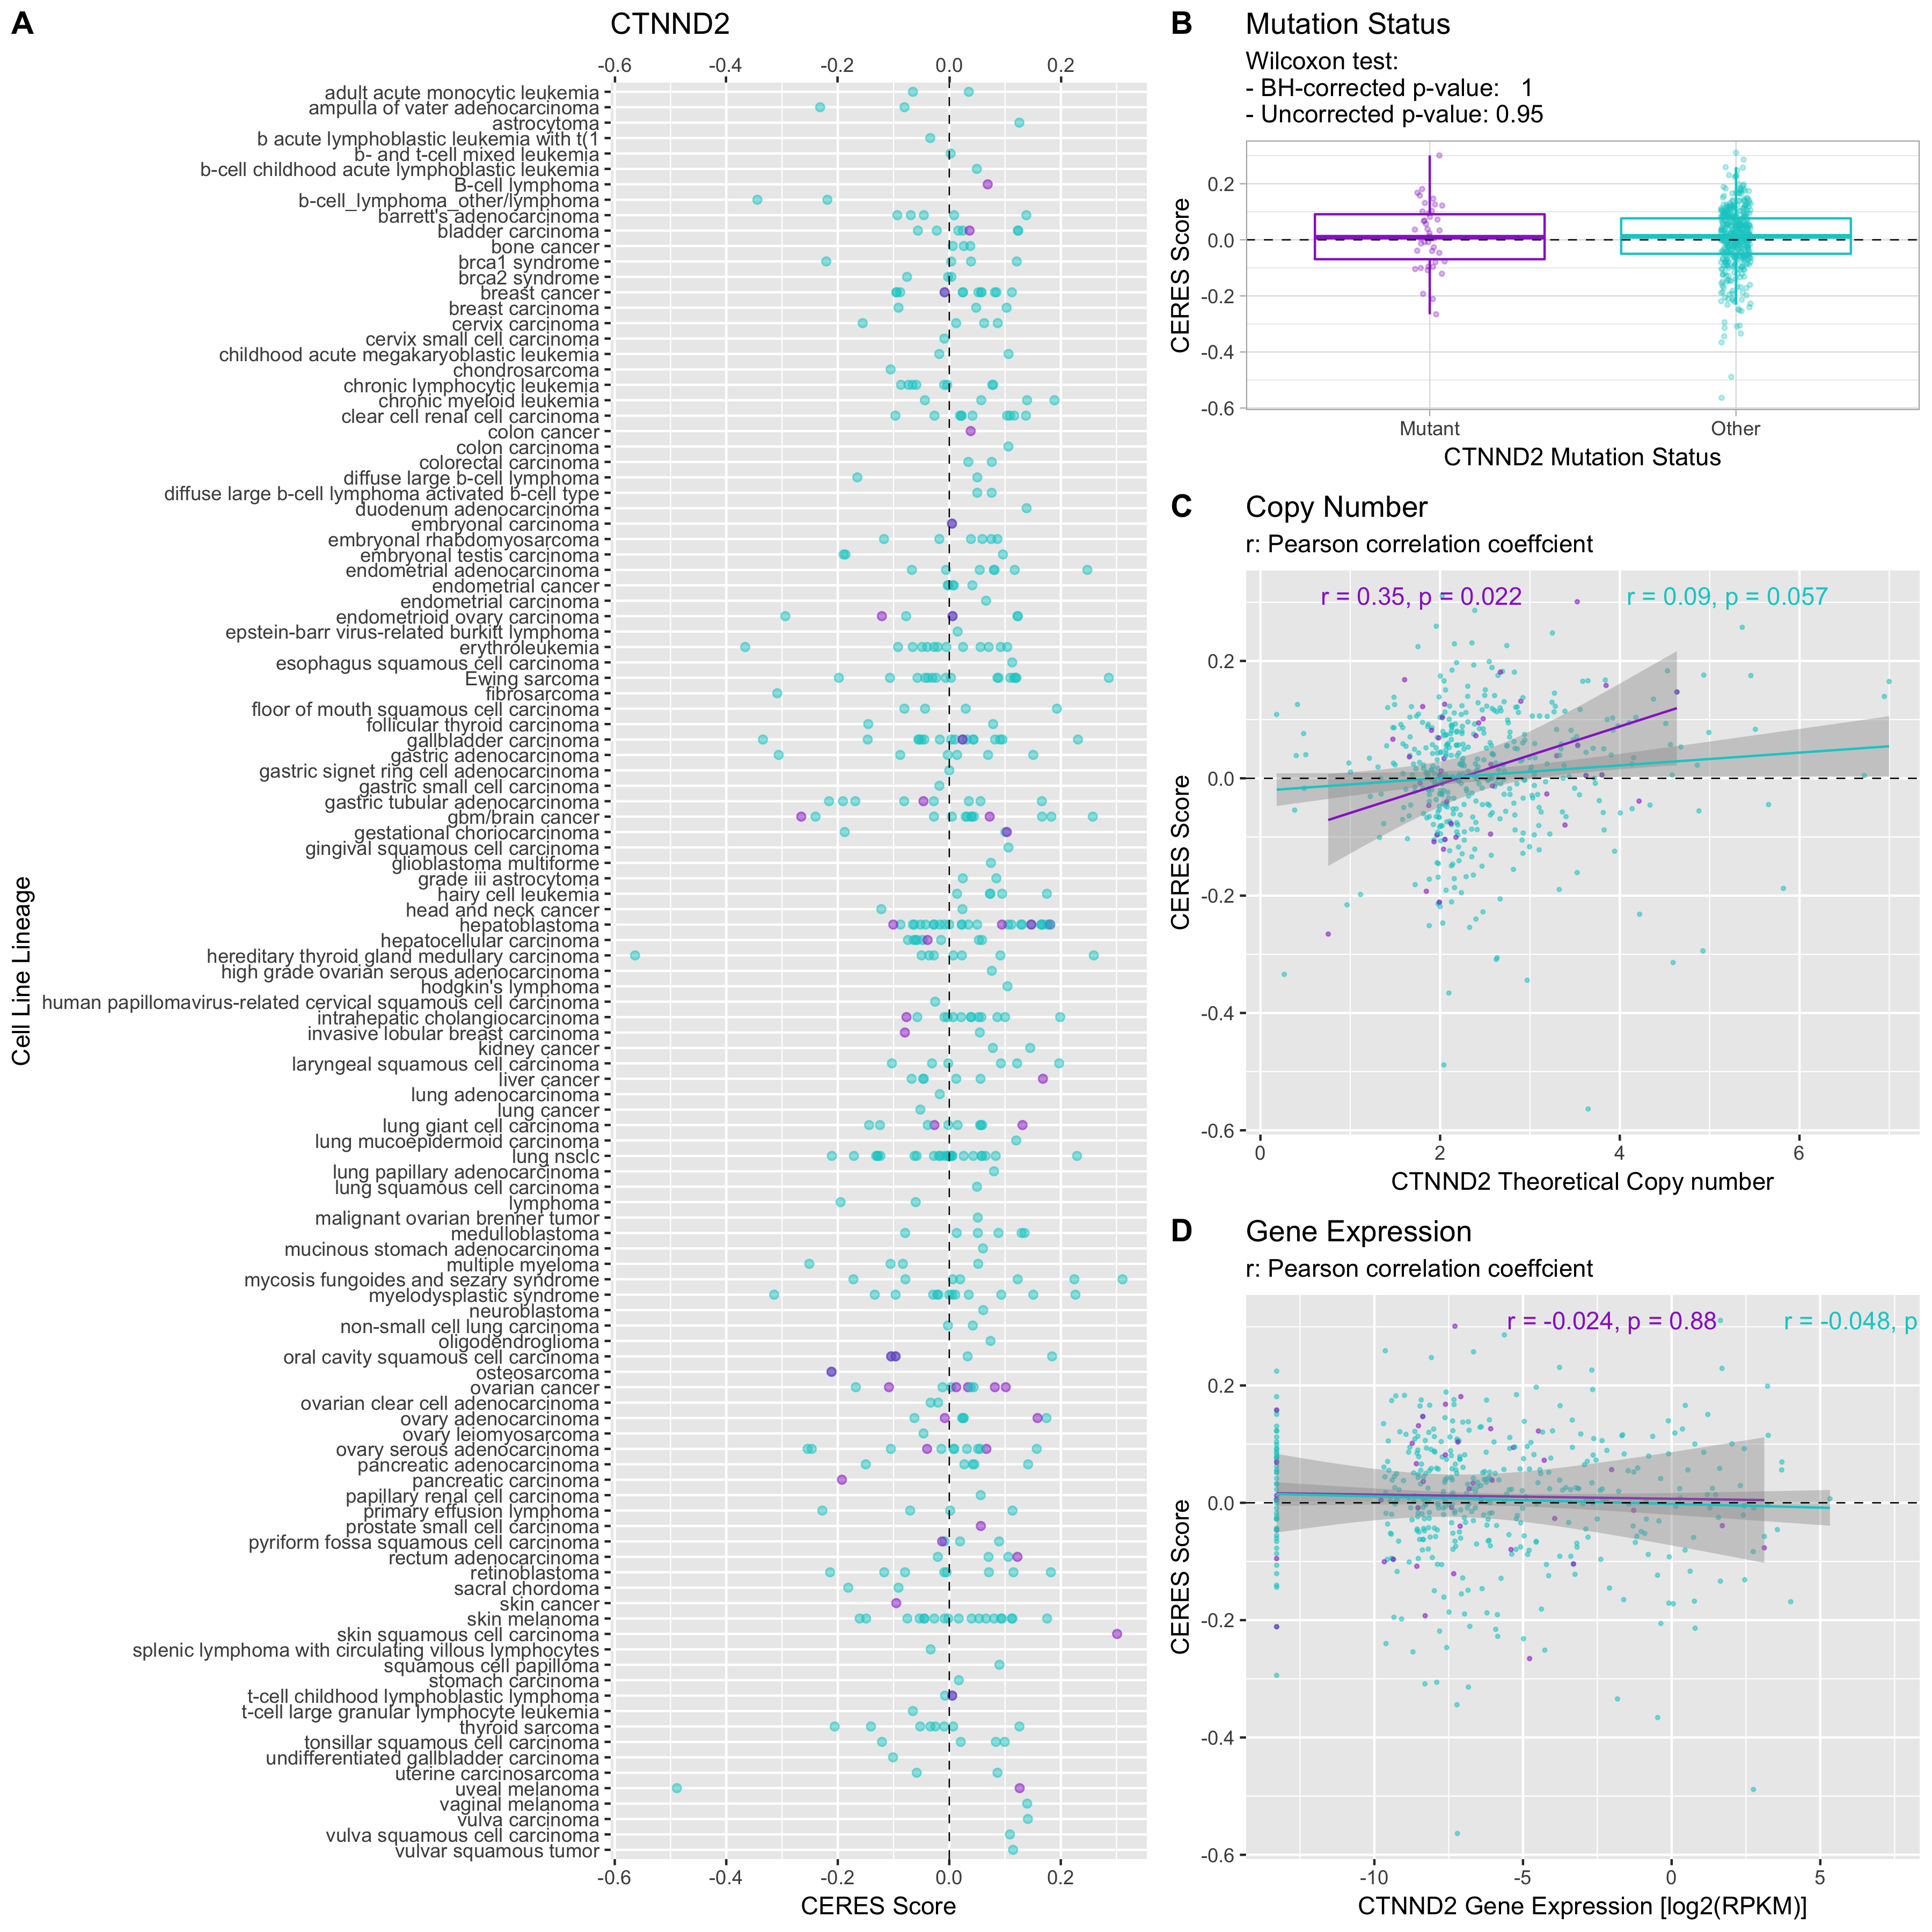 A
CTNND2
-0.6 -0.4 -0.2 0.0 0.2
adult acute monocytic leukemia
ampulla of vater adenocarcinoma
astrocytoma
b acute lymphoblastic leukemia with t(1
b- and t-cell mixed leukemia
b-cell childhood acute lymphoblastic leukemia
B-cell lymphoma
b-cell_lymphoma_other/lymphoma
barrett's adenocarcinoma
bladder carcinoma
bone cancer
brca1 syndrome
brca2 syndrome
breast cancer
breast carcinoma
cervix carcinoma
cervix small cell carcinoma
childhood acute megakaryoblastic leukemia
chondrosarcoma
chronic lymphocytic leukemia
chronic myeloid leukemia
clear cell renal cell carcinoma
colon cancer
colon carcinoma
colorectal carcinoma
diffuse large b-cell lymphoma
diffuse large b-cell lymphoma activated b-cell type
duodenum adenocarcinoma
embryonal carcinoma
embryonal rhabdomyosarcoma
embryonal testis carcinoma
endometrial adenocarcinoma
endometrial cancer
endometrial carcinoma
endometrioid ovary carcinoma
epstein-barr virus-related burkitt lymphoma
erythroleukemia
esophagus squamous cell carcinoma
Ewing sarcoma
fibrosarcoma
floor of mouth squamous cell carcinoma
follicular thyroid carcinoma
gallbladder carcinoma
gastric adenocarcinoma
gastric signet ring cell adenocarcinoma
gastric small cell carcinoma
gastric tubular adenocarcinoma
gbm/brain cancer
gestational choriocarcinoma
gingival squamous cell carcinoma
glioblastoma multiforme
grade iii astrocytoma
hairy cell leukemia
head and neck cancer
hepatoblastoma
hepatocellular carcinoma
hereditary thyroid gland medullary carcinoma
high grade ovarian serous adenocarcinoma
hodgkin's lymphoma
human papillomavirus-related cervical squamous cell carcinoma
intrahepatic cholangiocarcinoma
invasive lobular breast carcinoma
kidney cancer
laryngeal squamous cell carcinoma
liver cancer
lung adenocarcinoma
lung cancer
lung giant cell carcinoma
lung mucoepidermoid carcinoma
lung nsclc
lung papillary adenocarcinoma
lung squamous cell carcinoma
lymphoma
malignant ovarian brenner tumor
medulloblastoma
mucinous stomach adenocarcinoma
multiple myeloma
mycosis fungoides and sezary syndrome
myelodysplastic syndrome
neuroblastoma
non-small cell lung carcinoma
oligodendroglioma
oral cavity squamous cell carcinoma
osteosarcoma
ovarian cancer
ovarian clear cell adenocarcinoma
ovary adenocarcinoma
ovary leiomyosarcoma
ovary serous adenocarcinoma
pancreatic adenocarcinoma
pancreatic carcinoma
papillary renal cell carcinoma
primary effusion lymphoma
prostate small cell carcinoma
pyriform fossa squamous cell carcinoma
rectum adenocarcinoma
retinoblastoma
sacral chordoma
skin cancer
skin melanoma
skin squamous cell carcinoma
splenic lymphoma with circulating villous lymphocytes
squamous cell papilloma
stomach carcinoma
t-cell childhood lymphoblastic lymphoma
t-cell large granular lymphocyte leukemia
thyroid sarcoma
tonsillar squamous cell carcinoma
undifferentiated gallbladder carcinoma
uterine carcinosarcoma
uveal melanoma
vaginal melanoma
vulva carcinoma
vulva squamous cell carcinoma
vulvar squamous tumor
-0.6 -0.4 -0.2 0.0 0.2
CERES Score
Cell Line Lineage
B
Mutation Status
Wilcoxon test:
- BH-corrected p-value: 1
- Uncorrected p-value: 0.95
0.2
0.0
-0.2
-0.4
-0.6
CERES Score
Mutant Other
CTNND2 Mutation Status
C
Copy Number
r: Pearson correlation coeffcient
r = 0.35, p = 0.022
r = 0.09, p = 0.057
0.2
0.0
-0.2
-0.4
-0.6
CERES Score
0 2 4 6
CTNND2 Theoretical Copy number
D
Gene Expression
r: Pearson correlation coeffcient
r = -0.024, p = 0.88
r = -0.048, p
0.2
0.0
-0.2
-0.4
-0.6
CERES Score
-10 -5 0 5
CTNND2 Gene Expression [log2(RPKM)]